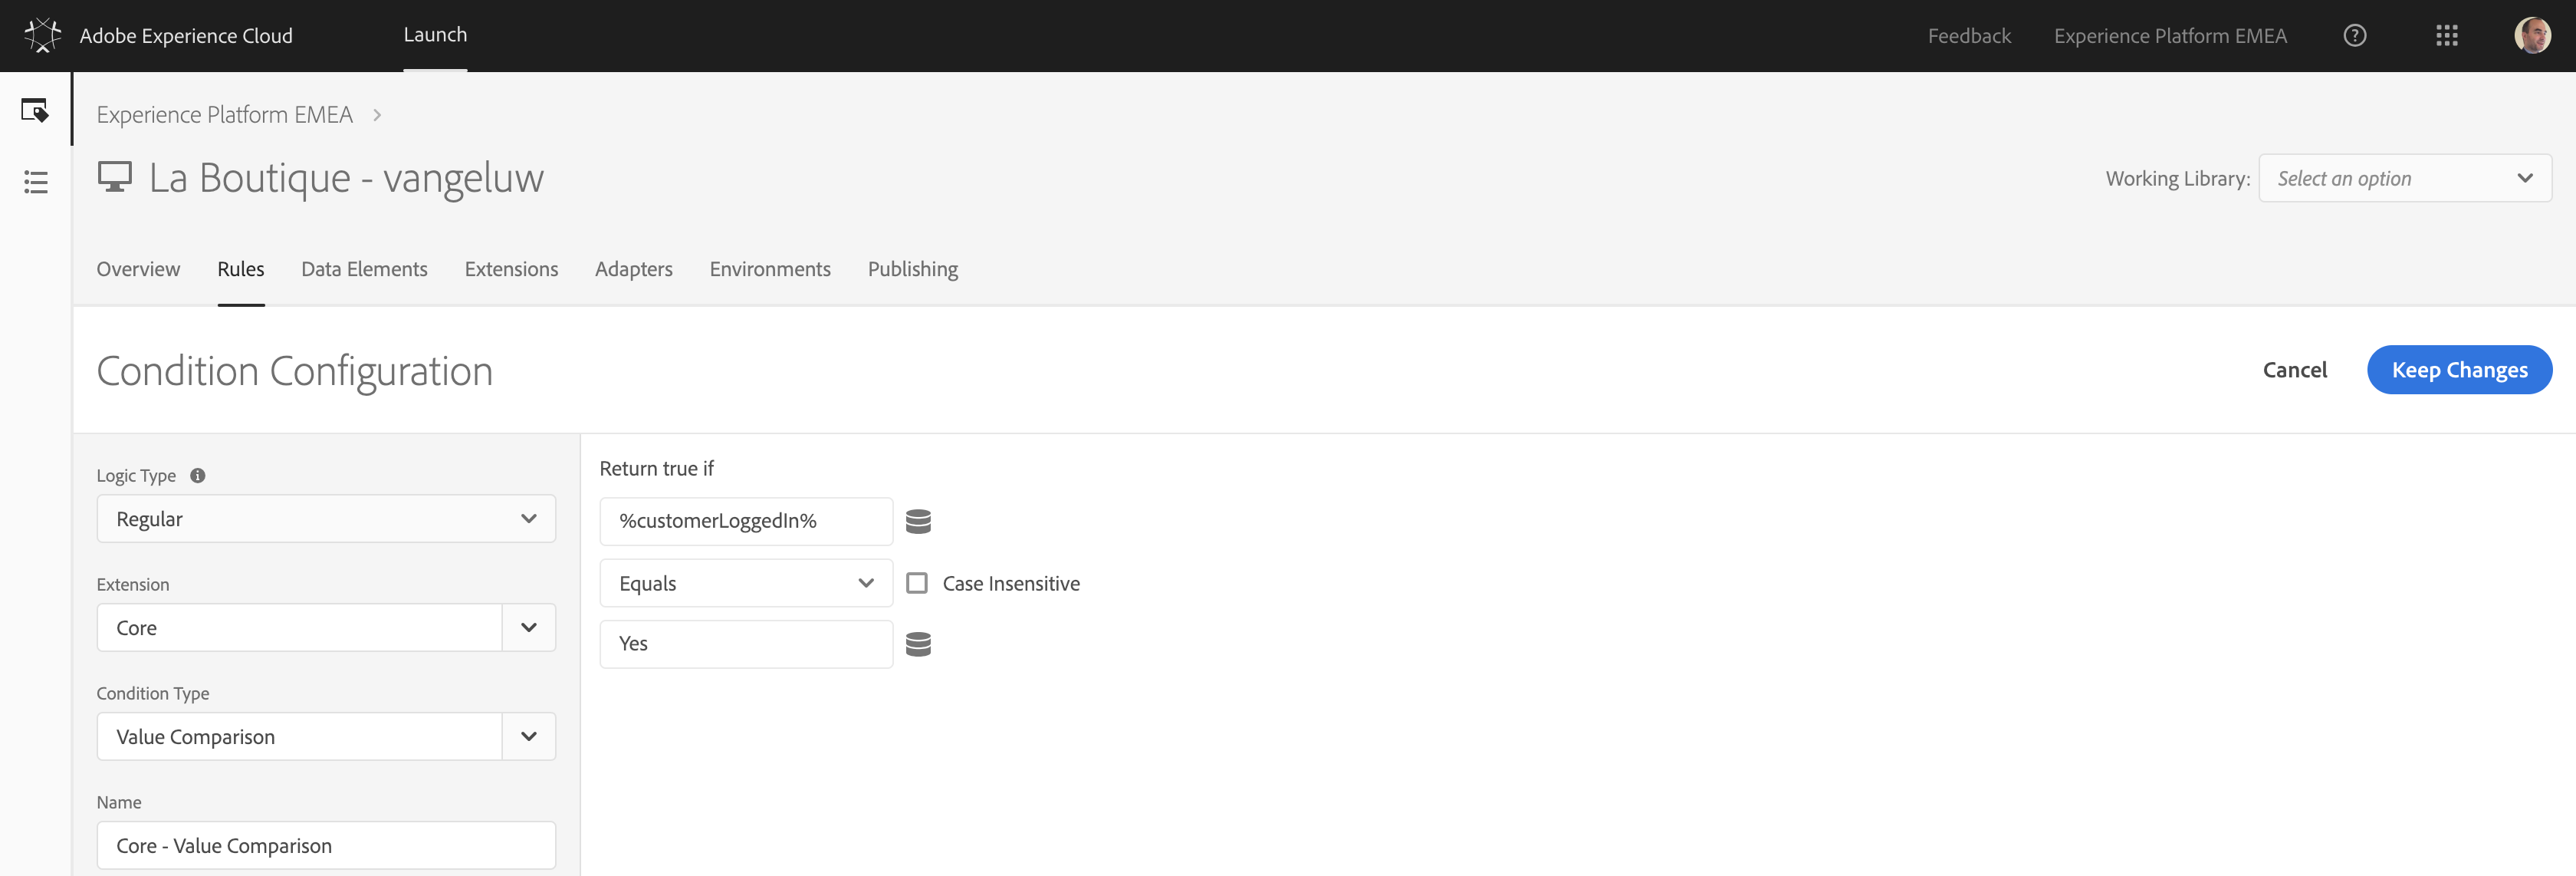 Adobe Experience Cloud
Launch
Feedback
Experience Platform EMEA
Experience Platform EMEA
La Boutique - vangeluw
Working Library:
Select an option
Overview
Rules
Data Elements
Extensions
Adapters
Environments
Publishing
Condition Configuration
Cancel
Keep Changes
Logic Type
Regular
Extension
Core
Condition Type
Value Comparison
Name
Core - Value Comparison
Return true if
%customerLoggedIn%
Equals
Case Insensitive
Yes